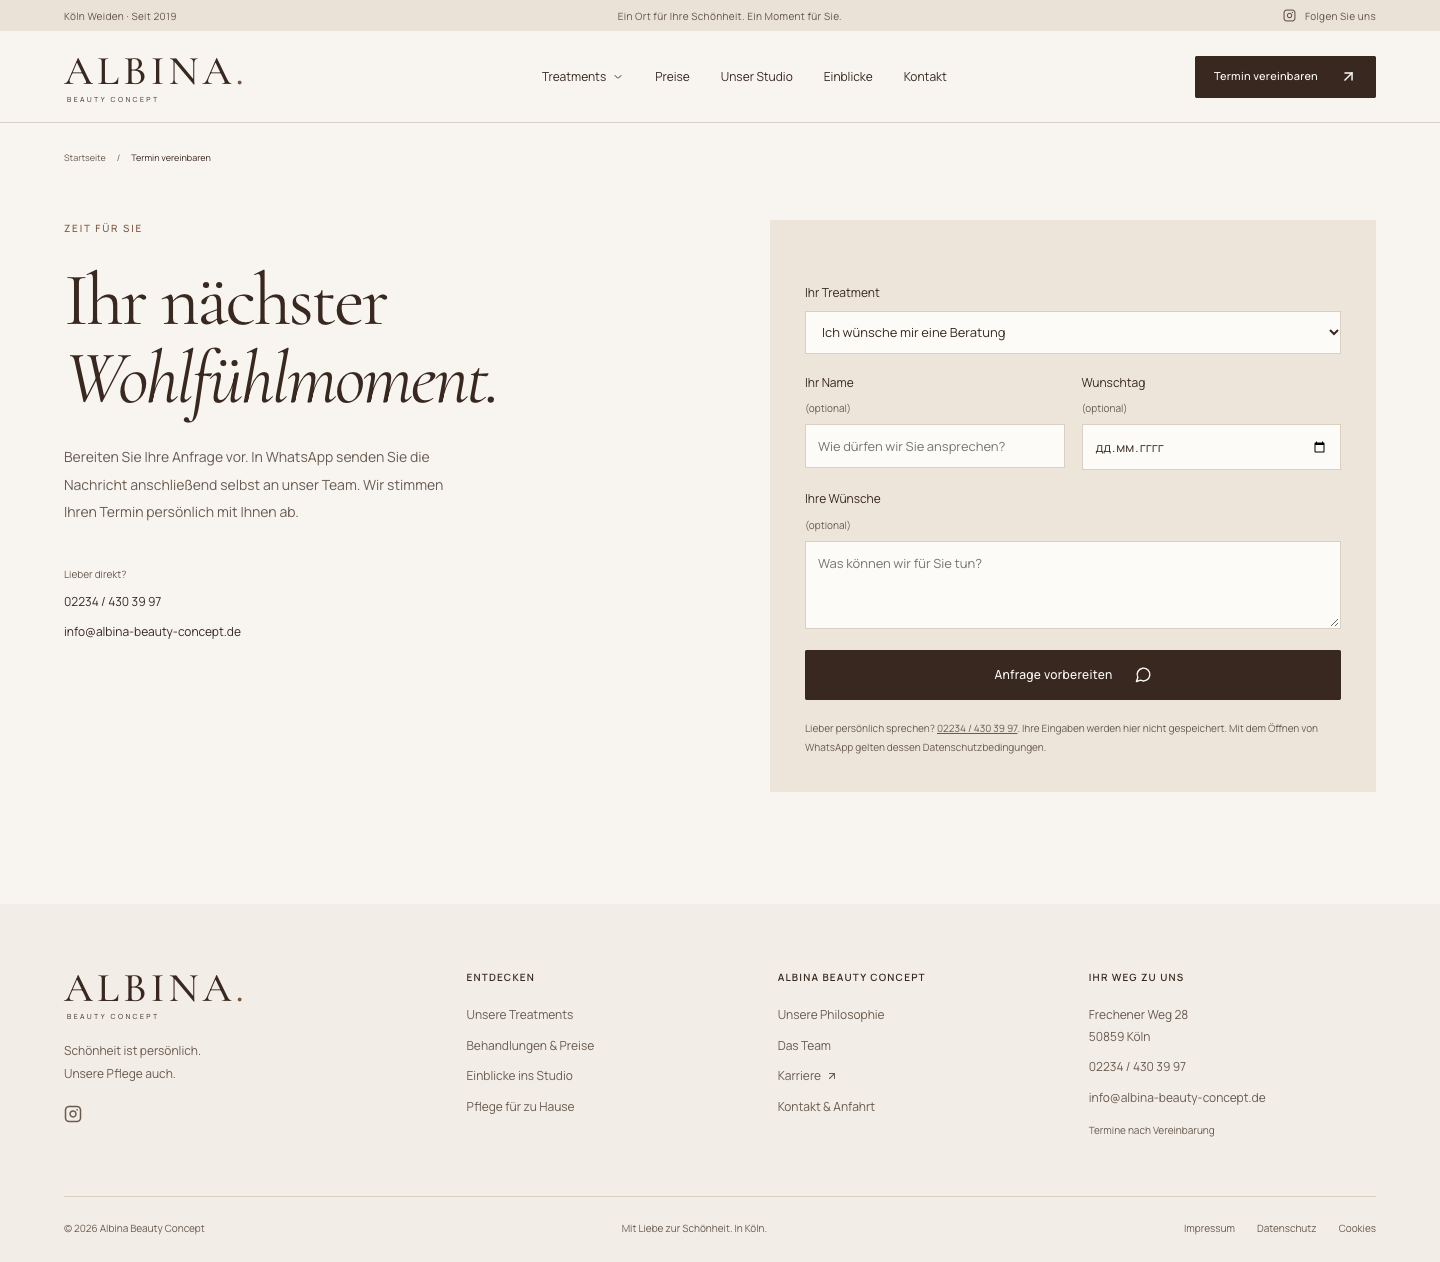 Köln Weiden · Seit 2019
Ein Ort für Ihre Schönheit. Ein Moment für Sie.
Folgen Sie uns
ALBINA.
BEAUTY CONCEPT
Treatments
Preise
Unser Studio
Einblicke
Kontakt
Termin vereinbaren
Startseite / Termin vereinbaren
ZEIT FÜR SIE
Ihr nächster
Wohlfühlmoment.
Bereiten Sie Ihre Anfrage vor. In WhatsApp senden Sie die
Nachricht anschließend selbst an unser Team. Wir stimmen
Ihren Termin persönlich mit Ihnen ab.
Lieber direkt?
02234 / 430 39 97
info@albina-beauty-concept.de
Ihr Treatment
Ich wünsche mir eine Beratung
Ihr Name
(optional)
Wie dürfen wir Sie ansprechen?
Wunschtag
(optional)
ДД.ММ.ГГГГ
Ihre Wünsche
(optional)
Was können wir für Sie tun?
Anfrage vorbereiten
Lieber persönlich sprechen? 02234 / 430 39 97. Ihre Eingaben werden hier nicht gespeichert. Mit dem Öffnen von
WhatsApp gelten dessen Datenschutzbedingungen.
ALBINA.
BEAUTY CONCEPT
Schönheit ist persönlich.
Unsere Pflege auch.
ENTDECKEN
Unsere Treatments
Behandlungen & Preise
Einblicke ins Studio
Pflege für zu Hause
ALBINA BEAUTY CONCEPT
Unsere Philosophie
Das Team
Karriere
Kontakt & Anfahrt
IHR WEG ZU UNS
Frechener Weg 28
50859 Köln
02234 / 430 39 97
info@albina-beauty-concept.de
Termine nach Vereinbarung
© 2026 Albina Beauty Concept
Mit Liebe zur Schönheit. In Köln.
Impressum
Datenschutz
Cookies